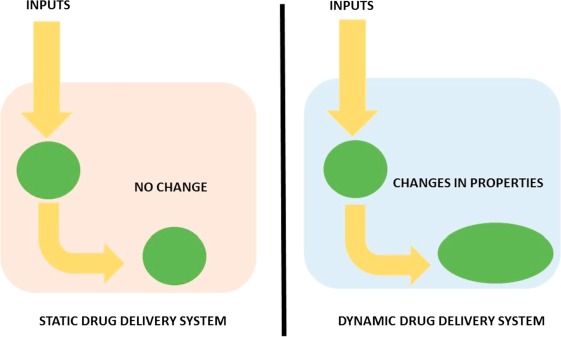 INPUTS
NO CHANGE
STATIC DRUG DELIVERY SYSTEM
INPUTS
CHANGES IN PROPERTIES
DYNAMIC DRUG DELIVERY SYSTEM